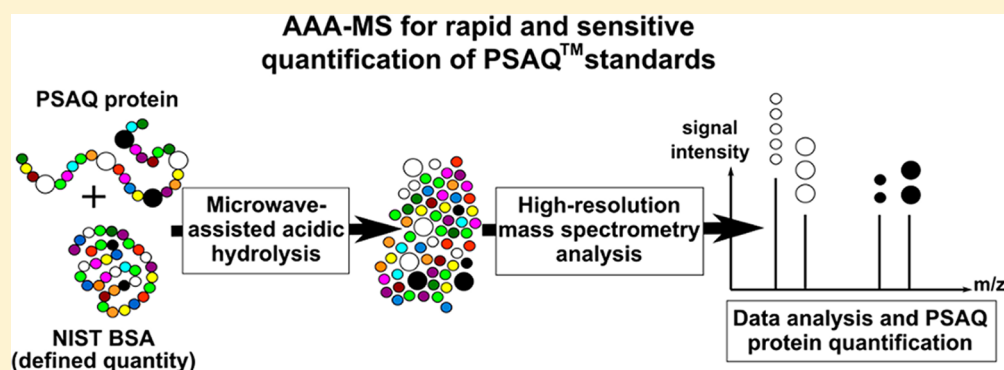 AAA-MS for rapid and sensitive
quantification of PSAQ™ standards
PSAQ protein
+
NIST BSA
(defined quantity)
Microwave-
assisted acidic
hydrolysis
High-resolution
mass spectrometry
analysis
signal
intensity
m/z
Data analysis and PSAQ
protein quantification